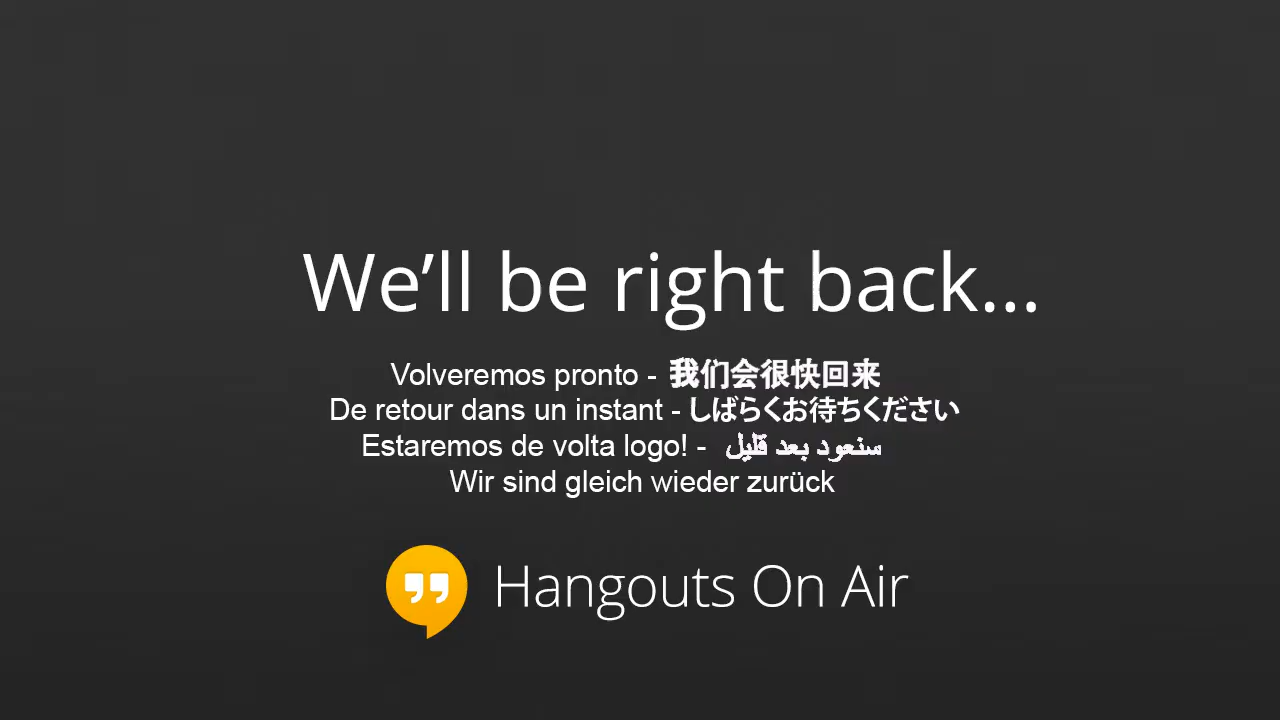 We’ll be right back...
Volveremos pronto - 我们会很快回来
De retour dans un instant - しばらくお待ちください
Estaremos de volta logo! - سنعود بعد قليل
Wir sind gleich wieder zurück
Hangouts On Air